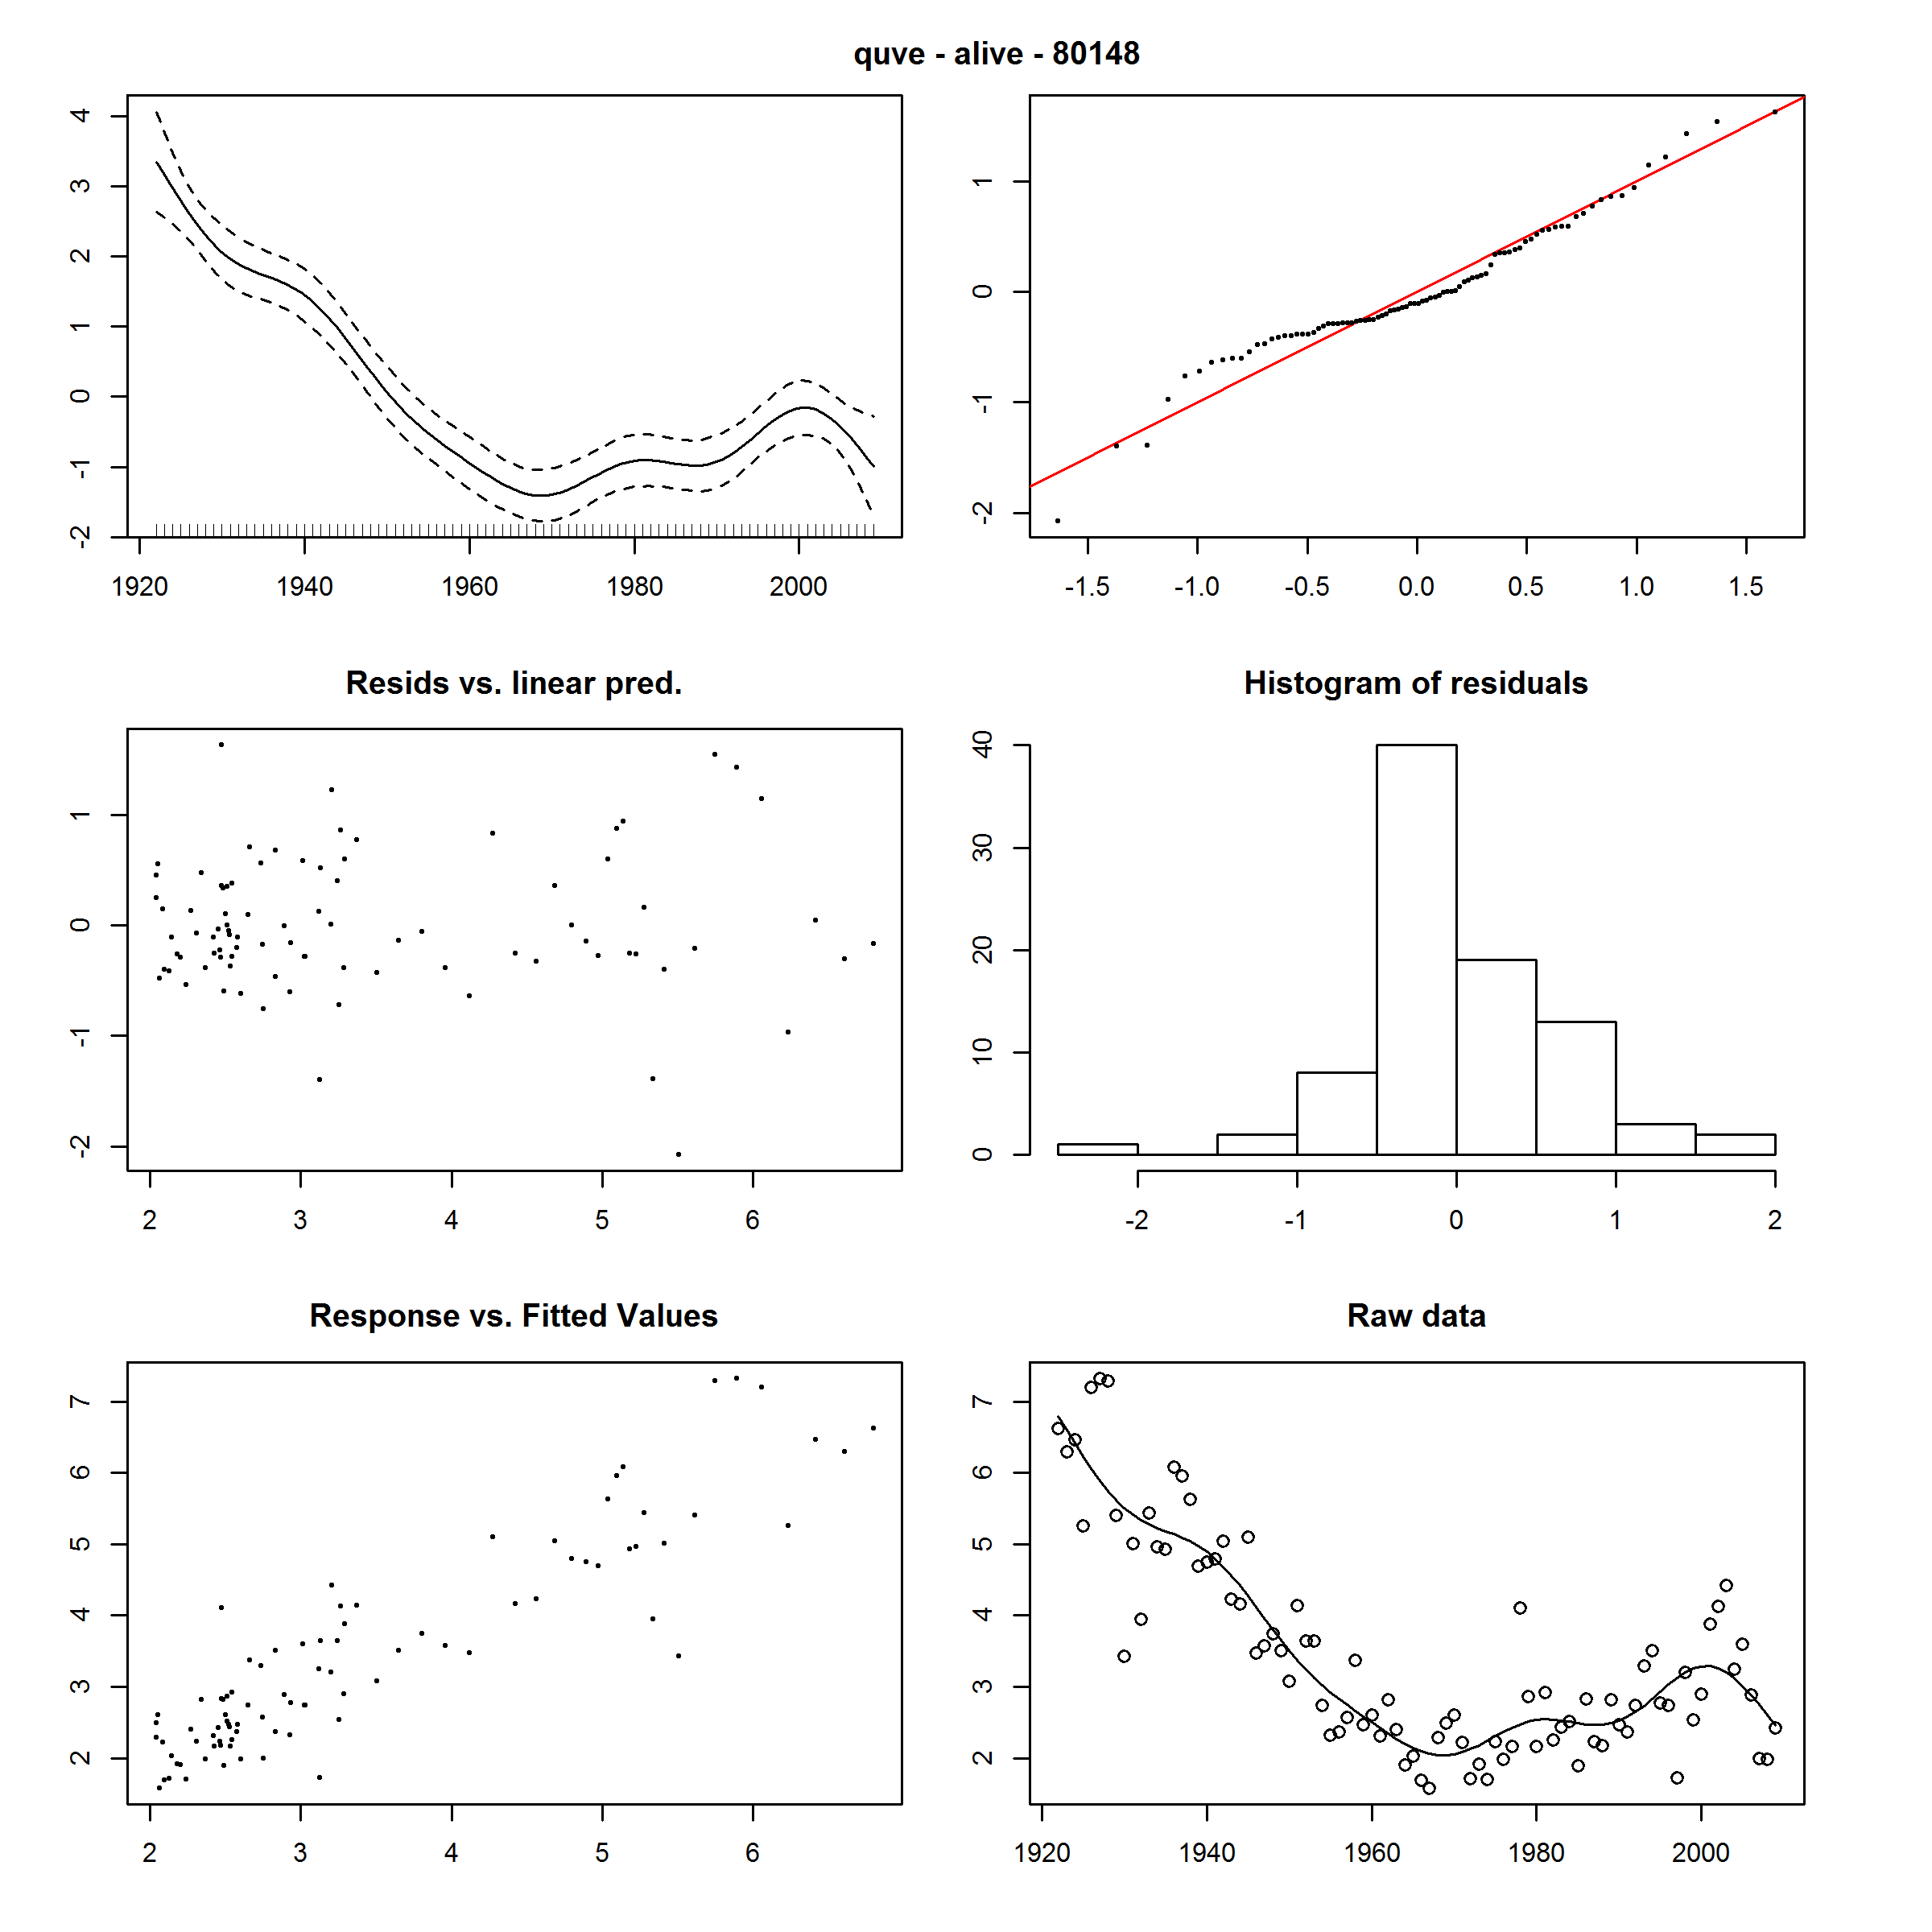 quve - alive - 80148
4
3
2
1
0
-1
-2
1920 1940 1960 1980 2000
1
0
-1
-2
-1.5 -1.0 -0.5 0.0 0.5 1.0 1.5
Resids vs. linear pred.
1
0
-1
-2
2 3 4 5 6
Histogram of residuals
40
30
20
10
0
-2 -1 0 1 2
Response vs. Fitted Values
7
6
5
4
3
2
2 3 4 5 6
Raw data
7
6
5
4
3
2
1920 1940 1960 1980 2000